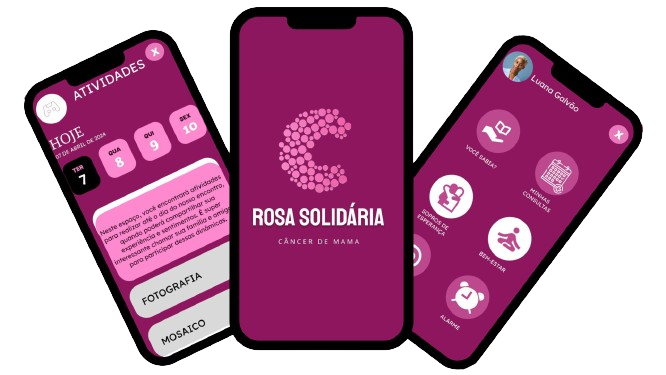 ATIVIDADES
X
HOJE
07 DE ABRIL DE 2024
TER
7
QUA
8
QUI
9
SEX
10
Neste espaço, você encontrará atividades
para realizar até o dia do nosso encontro,
quando poderá compartilhar sua
experiência e sentimentos. É super
interessante chamar sua família e amigos
para participar dessas dinâmicas.
FOTOGRAFIA
MOSAICO
ROSA SOLIDÁRIA
CÂNCER DE MAMA
Luana Galvão
X
VOCÊ SABIA?
MINHAS
CONSULTAS
SOPROS DE
ESPERANÇA
BEM-ESTAR
ALARME